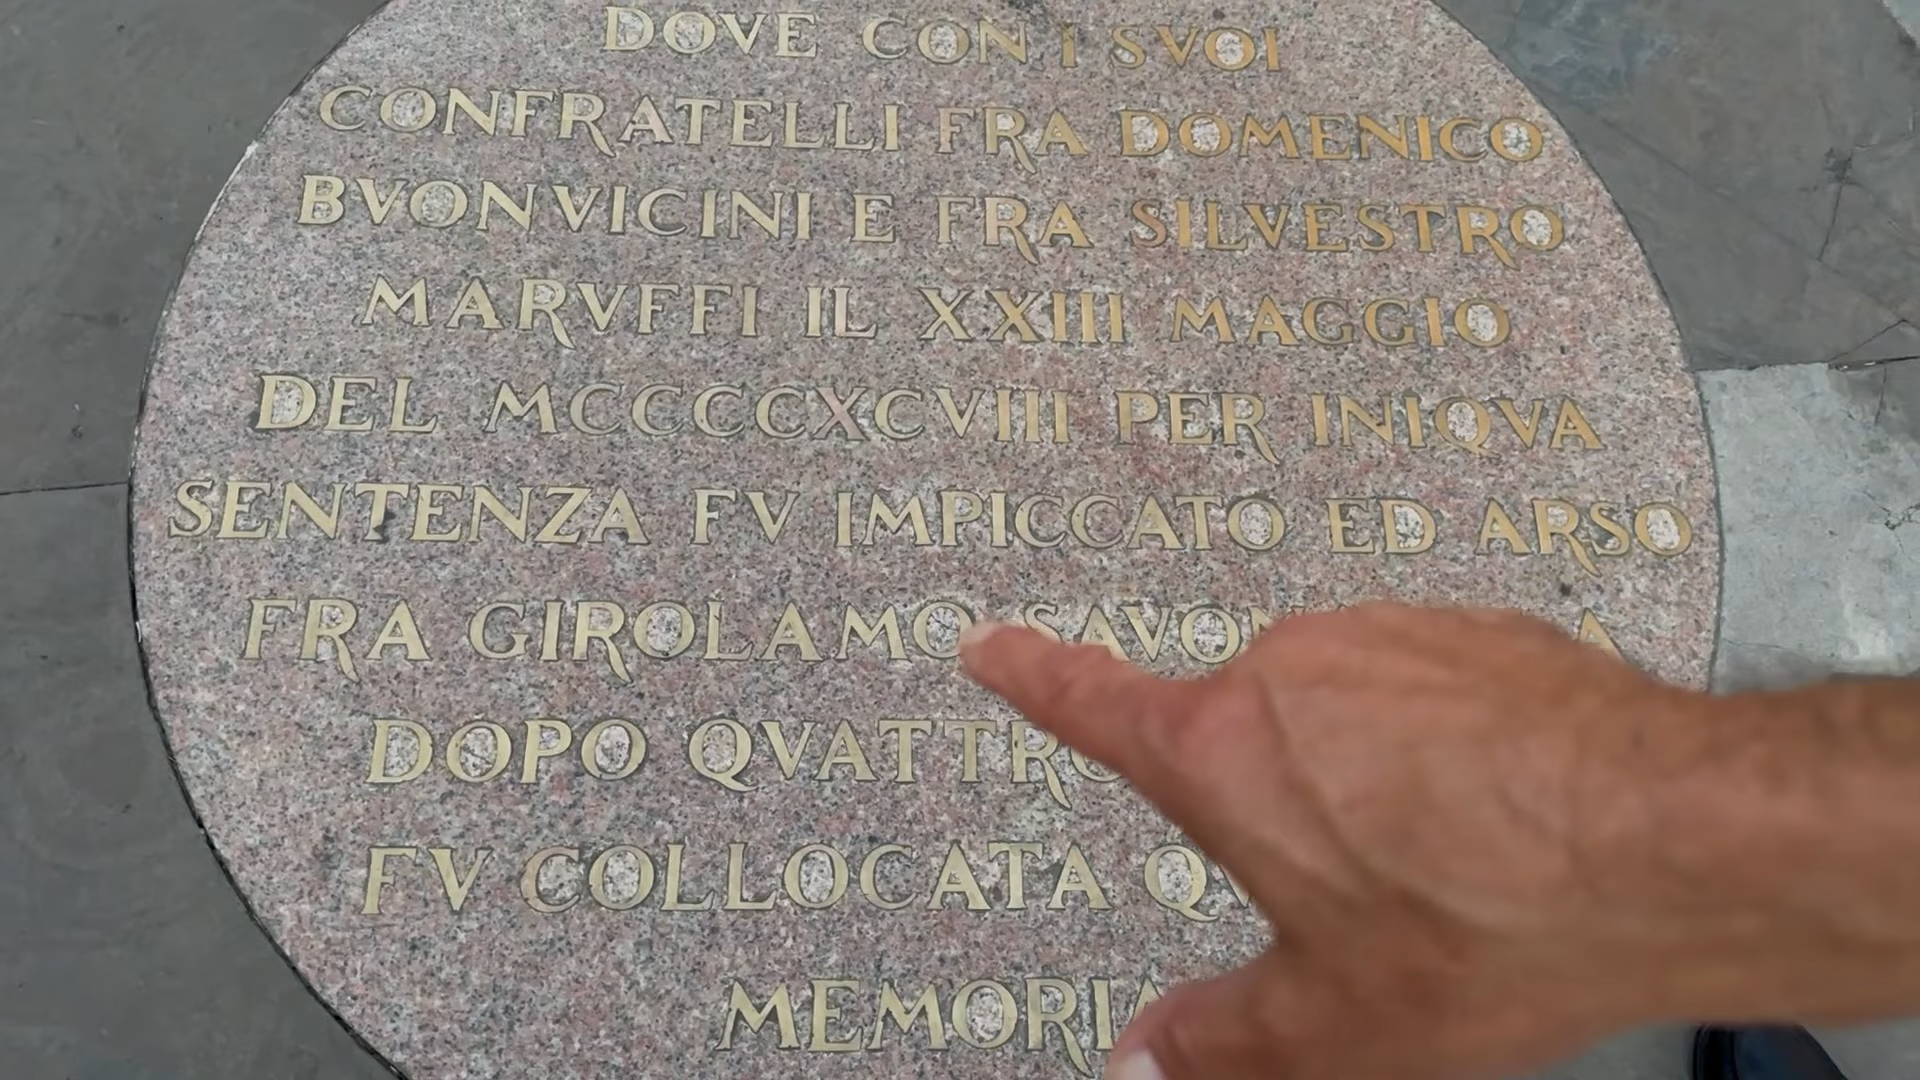 DOVE CON I SVOI
CONFRATELLI FRA DOMENICO
BVONVICINI E FRA SILVESTRO
MARVFFI IL XXIII MAGGIO
DEL MCCCCXCVIII PER INIQVA
SENTENZA FV IMPICCATO ED ARSO
FRA GIROLAMO
DOPO
FV COLLOCATA
MEMORIA